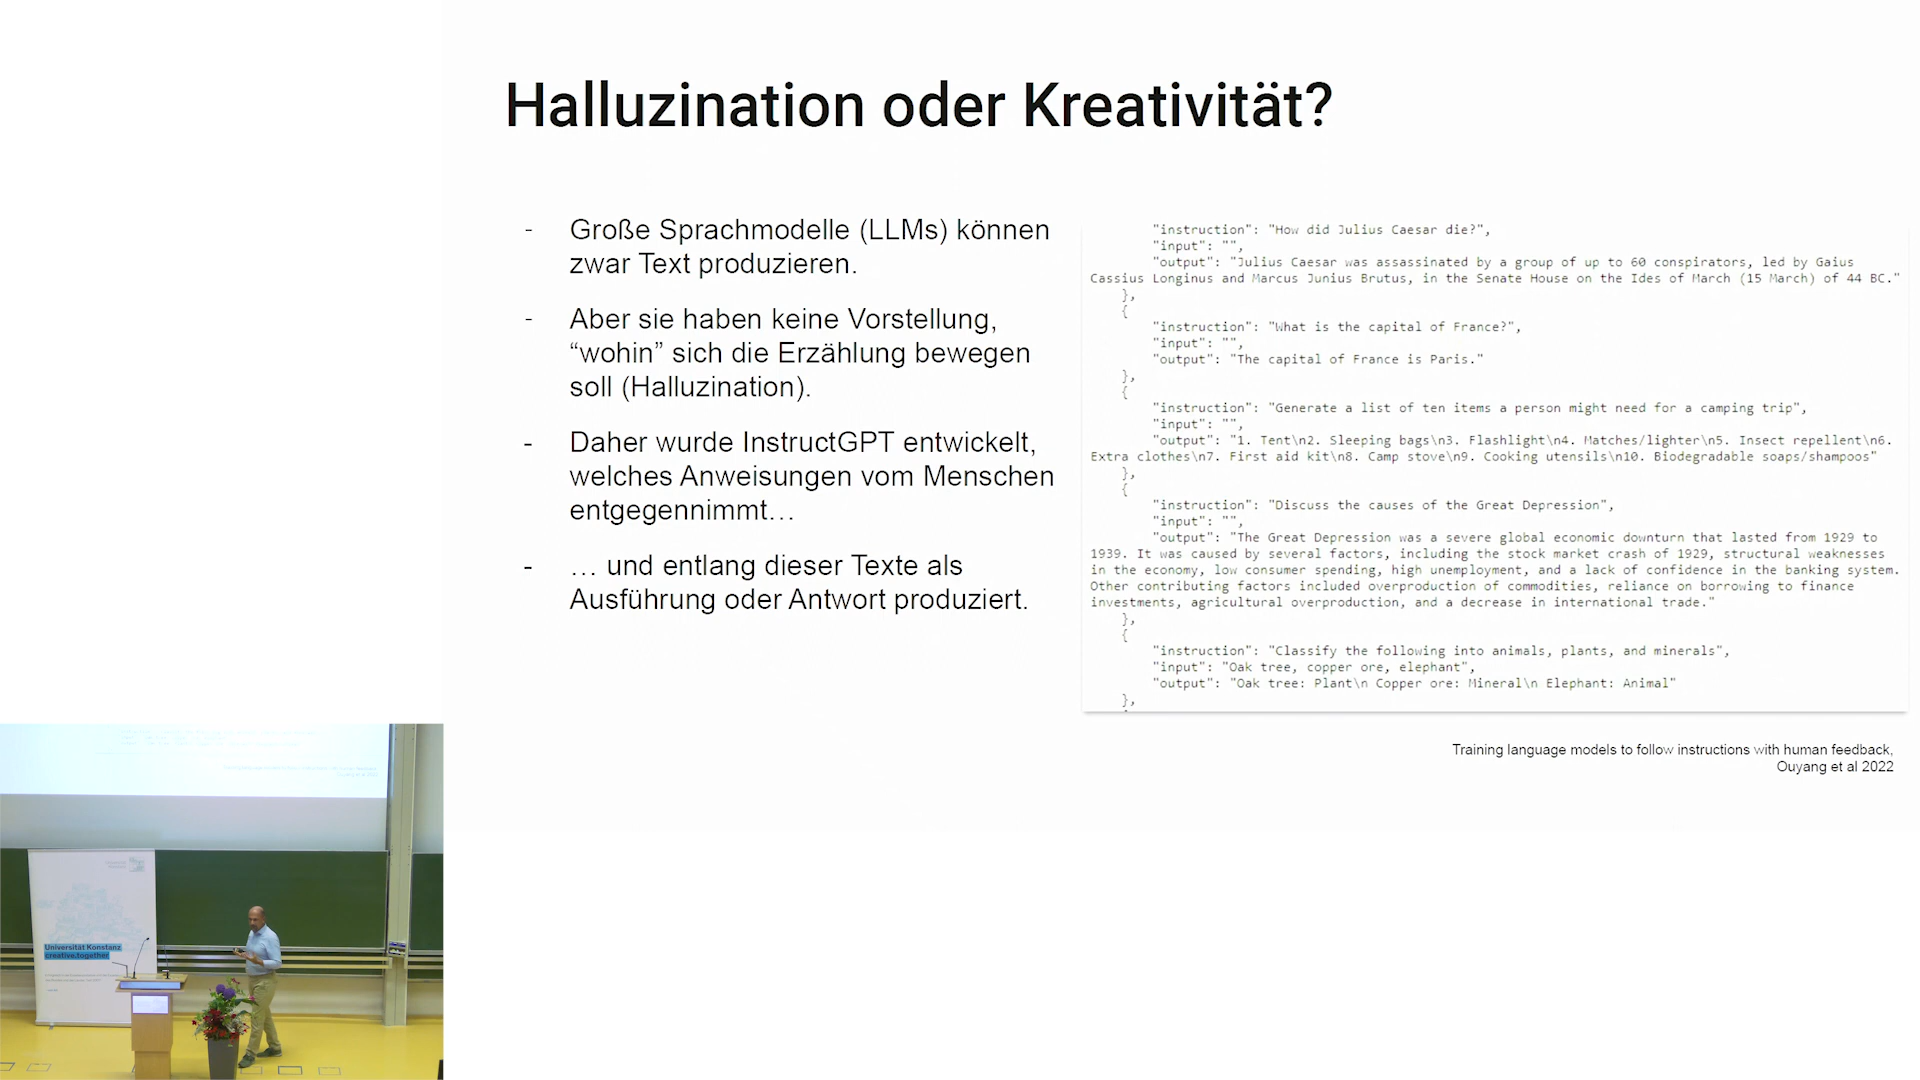 Halluzination oder Kreativität?
- Große Sprachmodelle (LLMs) können
zwar Text produzieren.
- Aber sie haben keine Vorstellung,
“wohin” sich die Erzählung bewegen
soll (Halluzination).
- Daher wurde InstructGPT entwickelt,
welches Anweisungen vom Menschen
entgegennimmt…
- … und entlang dieser Texte als
Ausführung oder Antwort produziert.
"instruction": "How did Julius Caesar die?",
"input": "",
"output": "Julius Caesar was assassinated by a group of up to 60 conspirators, led by Gaius
Cassius Longinus and Marcus Junius Brutus, in the Senate House on the Ides of March (15 March) of 44 BC."
},
{
"instruction": "What is the capital of France?",
"input": "",
"output": "The capital of France is Paris."
},
{
"instruction": "Generate a list of ten items a person might need for a camping trip",
"input": "",
"output": "1. Tent\n2. Sleeping bags\n3. Flashlight\n4. Matches/lighter\n5. Insect repellent\n6.
Extra clothes\n7. First aid kit\n8. Camp stove\n9. Cooking utensils\n10. Biodegradable soaps/shampoos"
},
{
"instruction": "Discuss the causes of the Great Depression",
"input": "",
"output": "The Great Depression was a severe global economic downturn that lasted from 1929 to
1939. It was caused by several factors, including the stock market crash of 1929, structural weaknesses
in the economy, low consumer spending, high unemployment, and a lack of confidence in the banking system.
Other contributing factors included overproduction of commodities, reliance on borrowing to finance
investments, agricultural overproduction, and a decrease in international trade."
},
{
"instruction": "Classify the following into animals, plants, and minerals",
"input": "Oak tree, copper ore, elephant",
"output": "Oak tree: Plant\n Copper ore: Mineral\n Elephant: Animal"
},
Training language models to follow instructions with human feedback,
Ouyang et al 2022
Universität Konstanz
creative.together